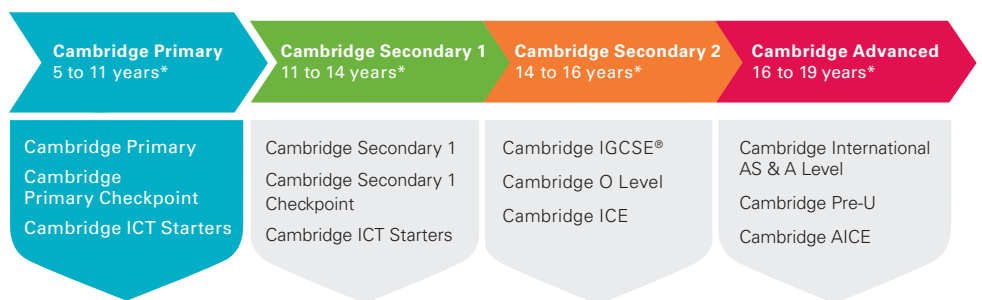 Cambridge Primary
5 to 11 years*
Cambridge Secondary 1
11 to 14 years*
Cambridge Secondary 2
14 to 16 years*
Cambridge Advanced
16 to 19 years*
Cambridge Primary
Cambridge
Primary Checkpoint
Cambridge ICT Starters
Cambridge Secondary 1
Cambridge Secondary 1
Checkpoint
Cambridge ICT Starters
Cambridge IGCSE®
Cambridge O Level
Cambridge ICE
Cambridge International
AS & A Level
Cambridge Pre-U
Cambridge AICE